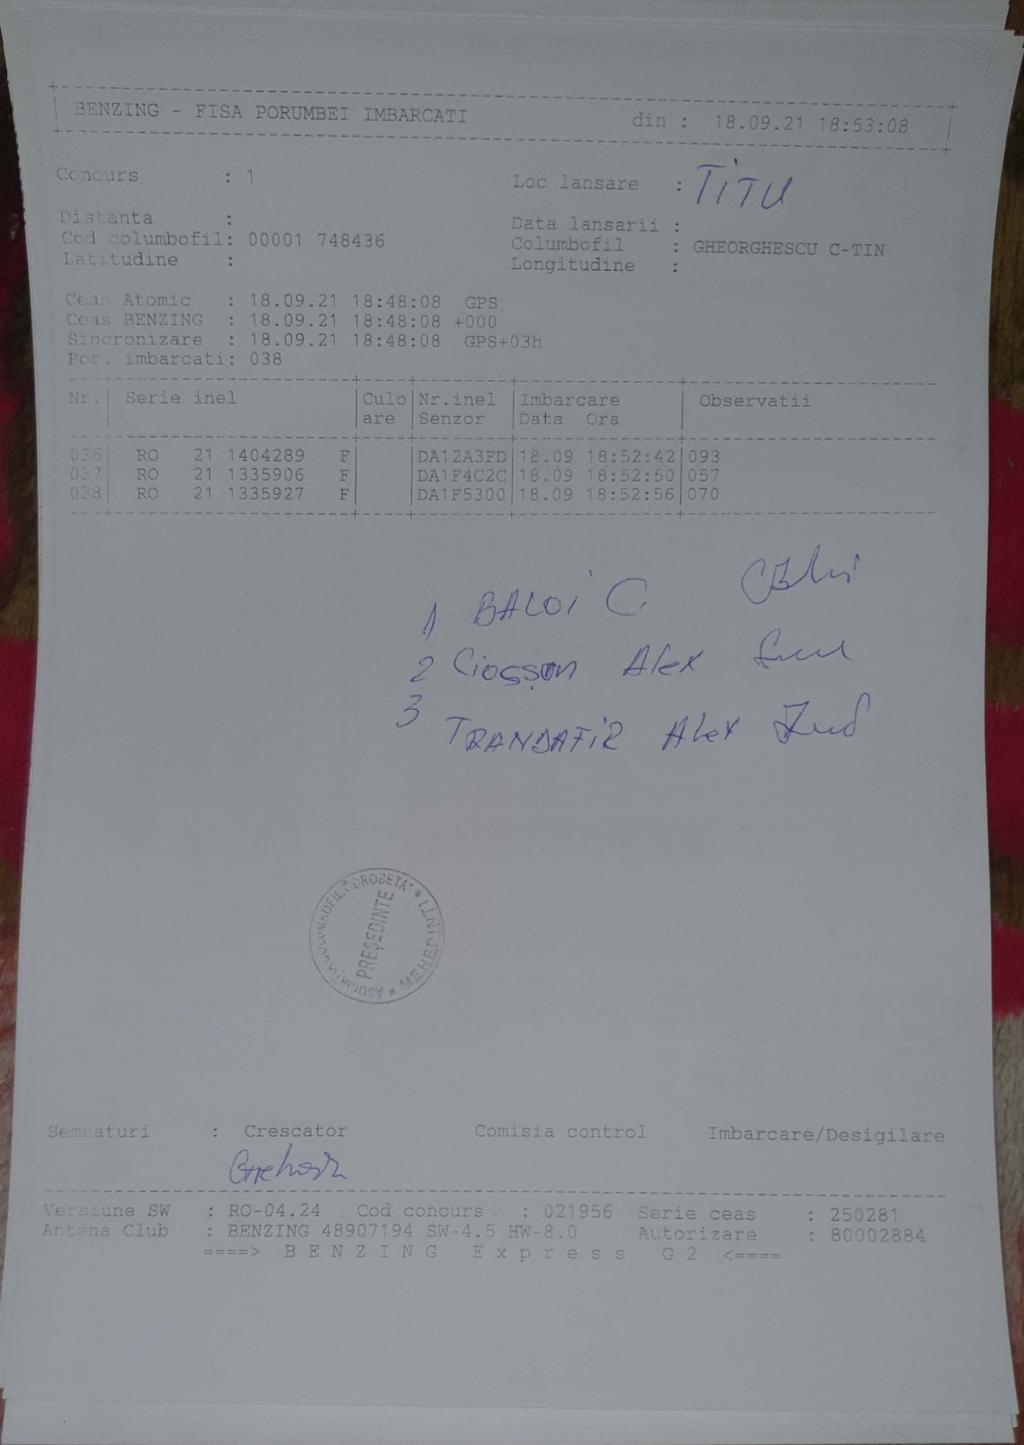 BENZING - FISA PORUMBEI IMBARCATI din : 18.09.21 18:53:08
Concurs : 1 Loc lansare : TITU
Distanta : Data lansarii :
Cod columbofil: 00001 748436 Columbofil : GHEORGHESCU C-TIN
Latitudine : Longitudine :
Ceas Atomic : 18.09.21 18:48:08 GPS
Ceas BENZING : 18.09.21 18:48:08 +000
Sincronizare : 18.09.21 18:48:08 GPS+03h
Por. imbarcati: 038
Nr. Serie inel Culo Nr.inel Imbarcare Observatii
are Senzor Data Ora
036 RO 21 1404289 F DA12A3FD 18.09 18:52:42 093
037 RO 21 1335906 F DA1F4C2C 18.09 18:52:50 057
038 RO 21 1335927 F DA1F5300 18.09 18:52:56 070
1 BALOI C.
2 Alex
3 TRANDAFIR Alex
ASOCIATIA COLUMBOFILA "DROBETA" * MEHEDINTI *
PREŞEDINTE
Semnaturi : Crescator Comisia control Imbarcare/Desigilare
Versiune SW : RO-04.24 Cod concurs : 021956 Serie ceas : 250281
Antena Club : BENZING 48907194 SW-4.5 HW-8.0 Autorizare : 80002884
====> B E N Z I N G E x p r e s s G 2 <====